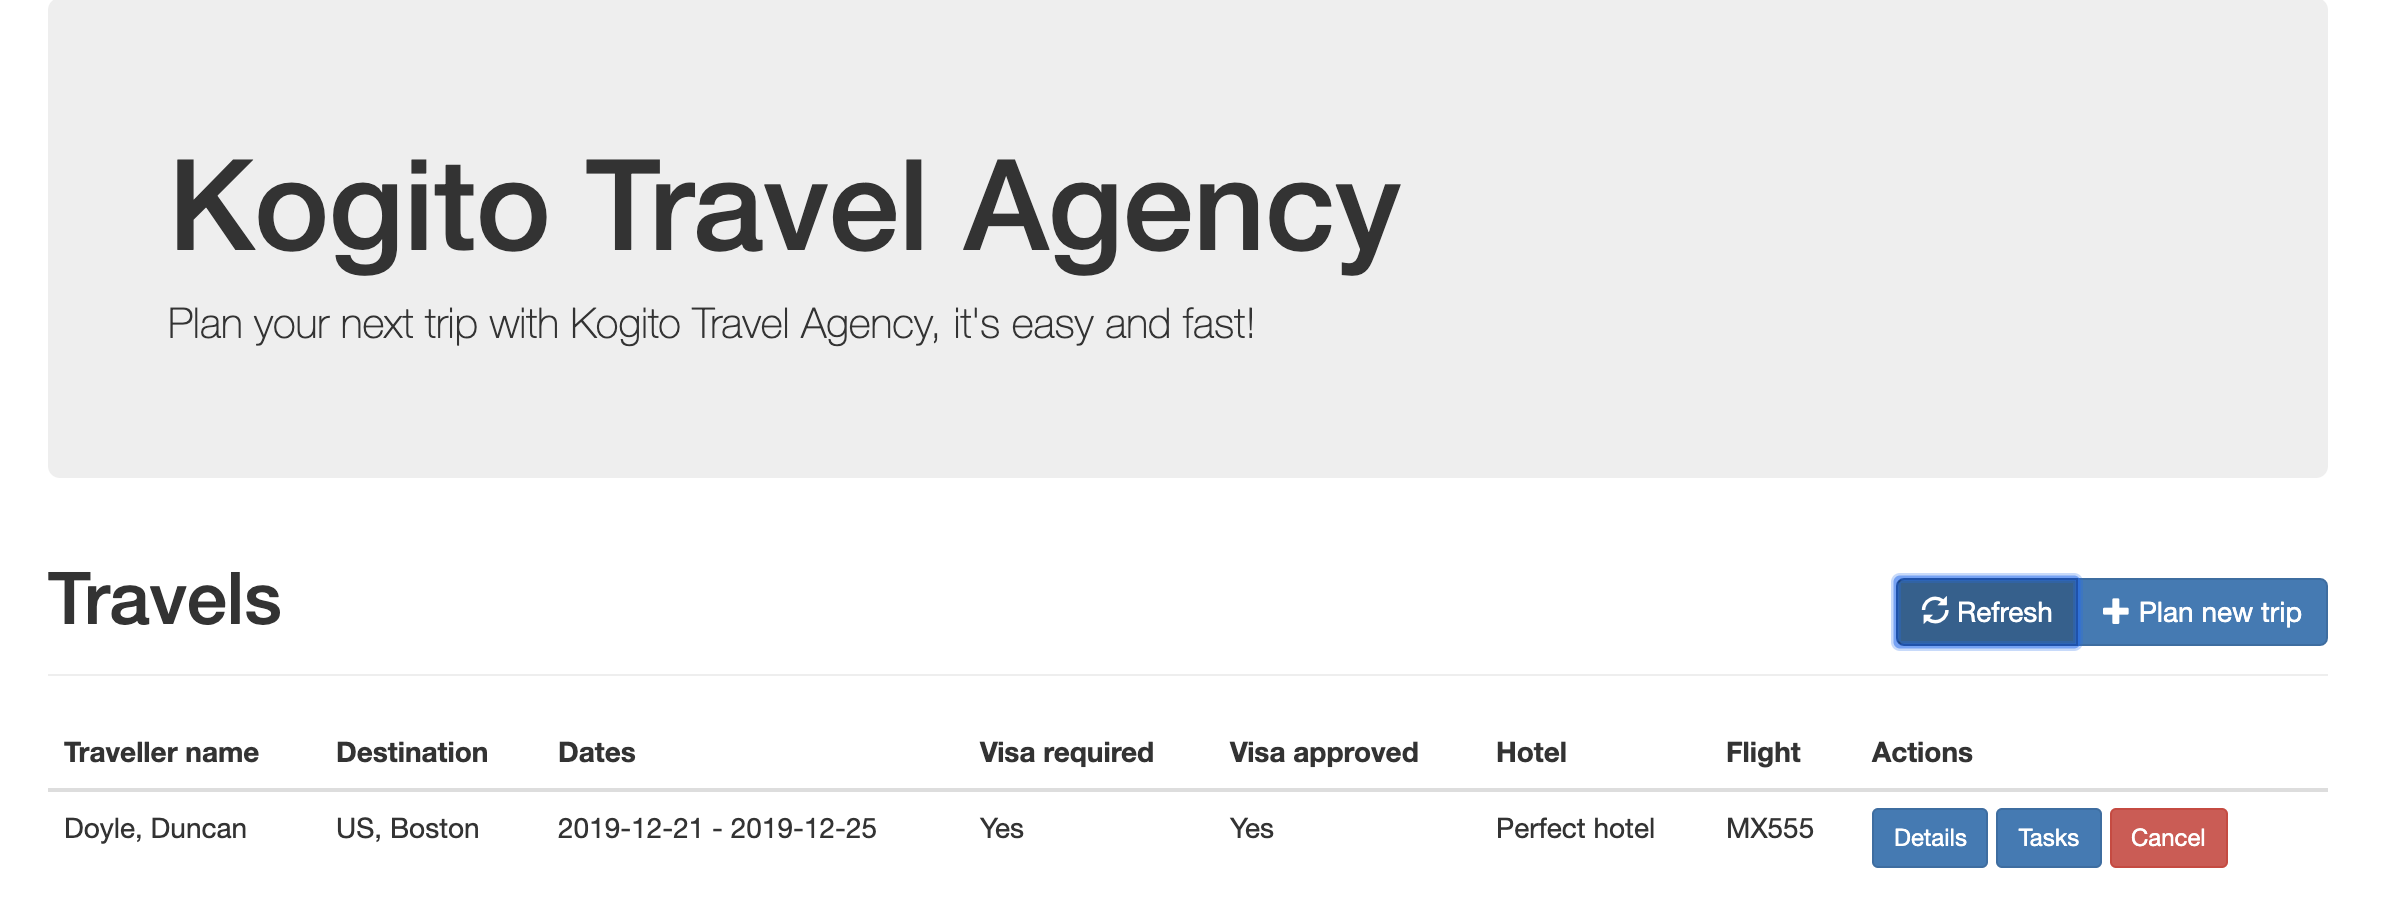 Kogito Travel Agency
Plan your next trip with Kogito Travel Agency, it's easy and fast!
Travels
Refresh Plan new trip
Traveller name Destination Dates Visa required Visa approved Hotel Flight Actions
Doyle, Duncan US, Boston 2019-12-21 - 2019-12-25 Yes Yes Perfect hotel MX555 Details Tasks Cancel